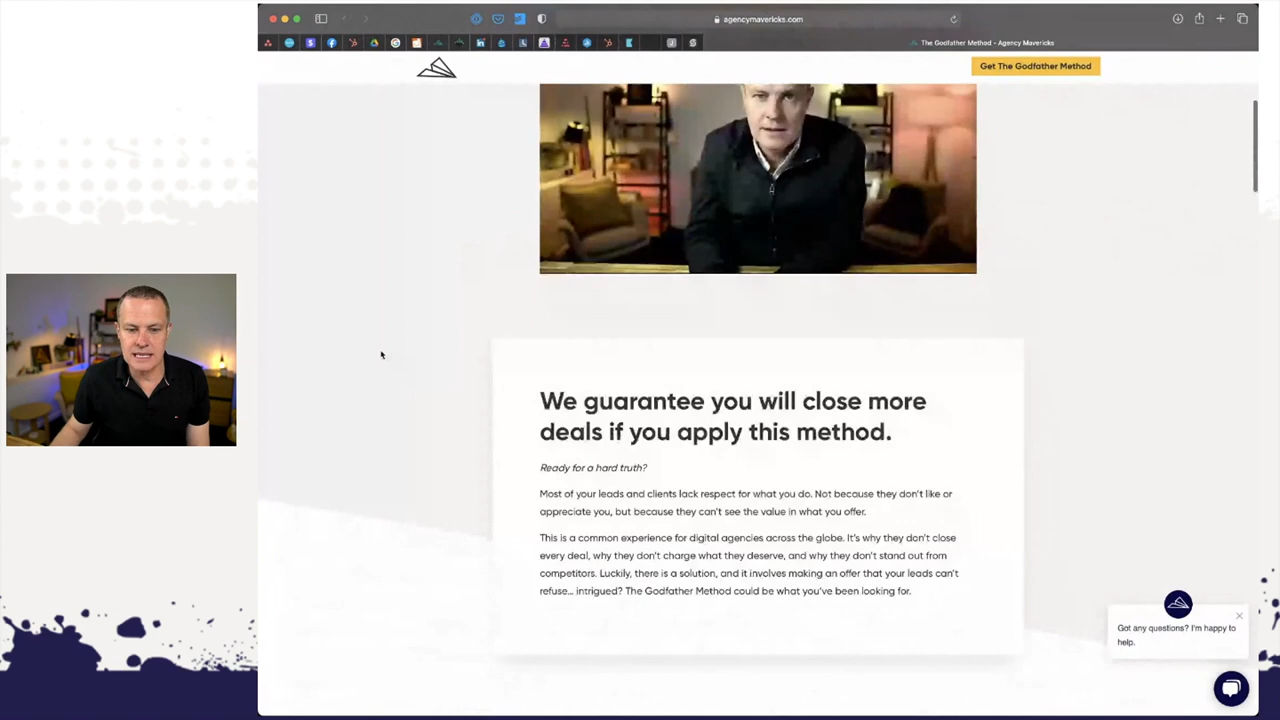 agencymavericks.com
The Godfather Method - Agency Mavericks
Get The Godfather Method
We guarantee you will close more
deals if you apply this method.
Ready for a hard truth?
Most of your leads and clients lack respect for what you do. Not because they don't like or
appreciate you, but because they can't see the value in what you offer.
This is a common experience for digital agencies across the globe. It's why they don't close
every deal, why they don't charge what they deserve, and why they don't stand out from
competitors. Luckily, there is a solution, and it involves making an offer that your leads can't
refuse... intrigued? The Godfather Method could be what you've been looking for.
Got any questions? I'm happy to
help.